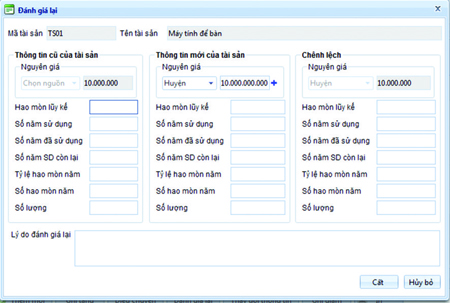 Đánh giá lại
Mã tài sản TS01 Tên tài sản Máy tính để bàn
Thông tin cũ của tài sản Thông tin mới của tài sản Chênh lệch
Nguyên giá Nguyên giá Nguyên giá
Chọn nguồn 10.000.000 Huyện 10.000.000.000 Huyện 10.000.000
Hao mòn lũy kế Hao mòn lũy kế Hao mòn lũy kế
Số năm sử dụng Số năm sử dụng Số năm sử dụng
Số năm đã sử dụng Số năm đã sử dụng Số năm đã sử dụng
Số năm SD còn lại Số năm SD còn lại Số năm SD còn lại
Tỷ lệ hao mòn năm Tỷ lệ hao mòn năm Tỷ lệ hao mòn năm
Số hao mòn năm Số hao mòn năm Số hao mòn năm
Số lượng Số lượng Số lượng
Lý do đánh giá lại
Cất Hủy bỏ